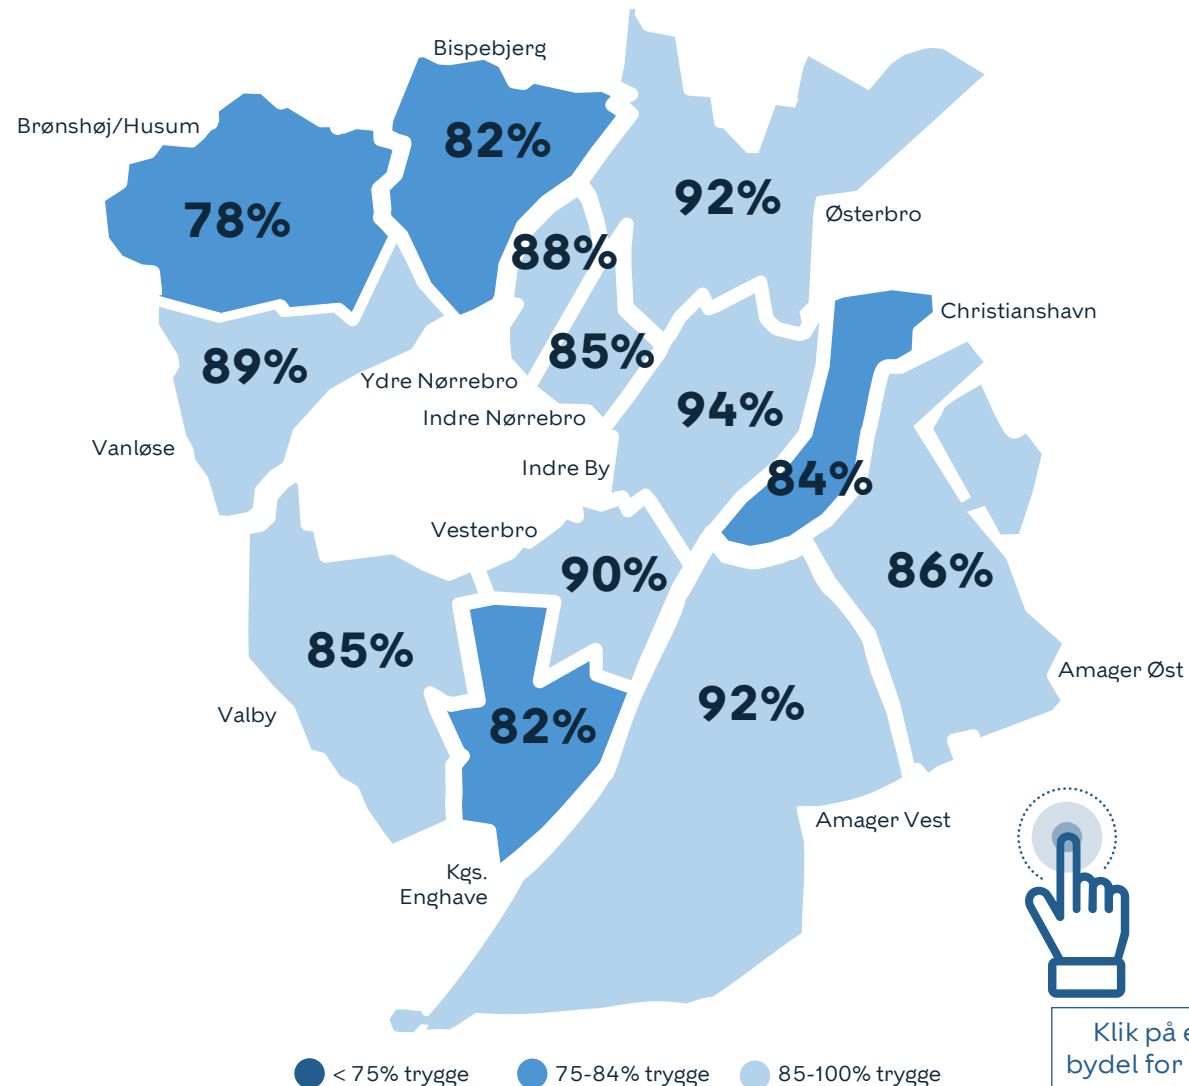 Bispebjerg
Brønshøj/Husum
82%
78%
92%
Østerbro
88%
Christianshavn
85%
89%
Ydre Nørrebro
94%
Indre Nørrebro
Vanløse
Indre By
84%
Vesterbro
90%
86%
85%
Amager Øst
92%
Valby
82%
Amager Vest
Kgs.
Enghave
Klik på
bydel for
< 75% trygge
75-84% trygge
85-100% trygge